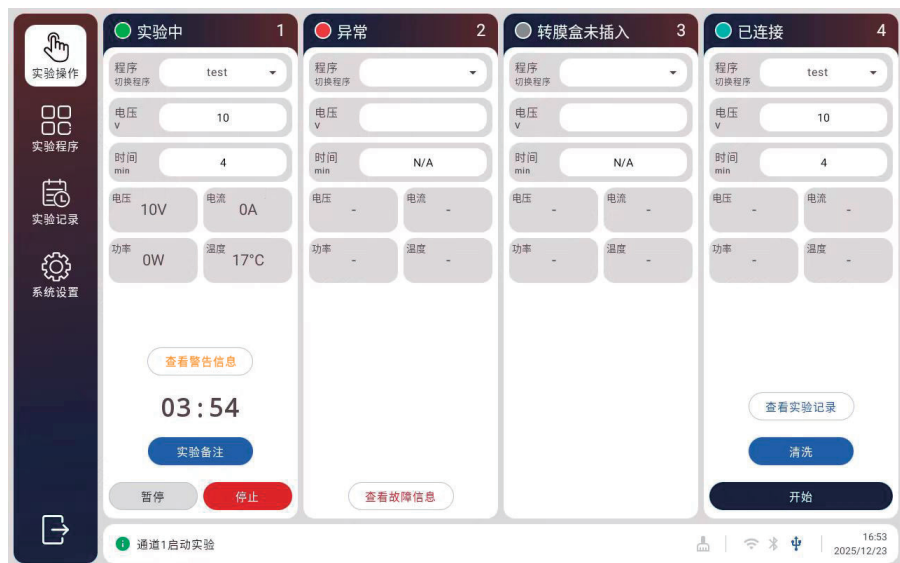 实验操作
实验程序
实验记录
系统设置
实验中 1
程序
切换程序
test
电压
V
10
时间
min
4
电压 10V
电流 0A
功率 0W
温度 17°C
查看警告信息
03:54
实验备注
暂停
停止
异常 2
程序
切换程序
电压
V
时间
min
N/A
电压 -
电流 -
功率 -
温度 -
查看故障信息
转膜盒未插入 3
程序
切换程序
电压
V
时间
min
N/A
电压 -
电流 -
功率 -
温度 -
已连接 4
程序
切换程序
test
电压
V
10
时间
min
4
电压 -
电流 -
功率 -
温度 -
查看实验记录
清洗
开始
通道1启动实验
16:53
2025/12/23